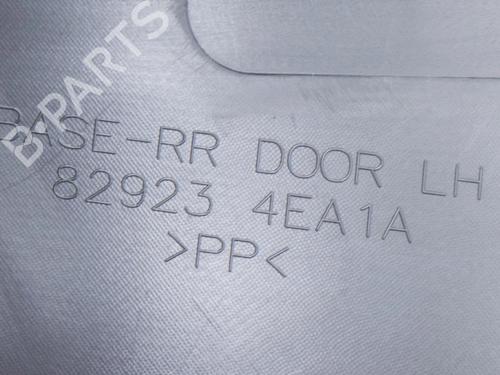 B-PARTS
BASE-RR DOOR LH
82923 4EA1A
>PP<